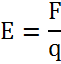 E = F/q